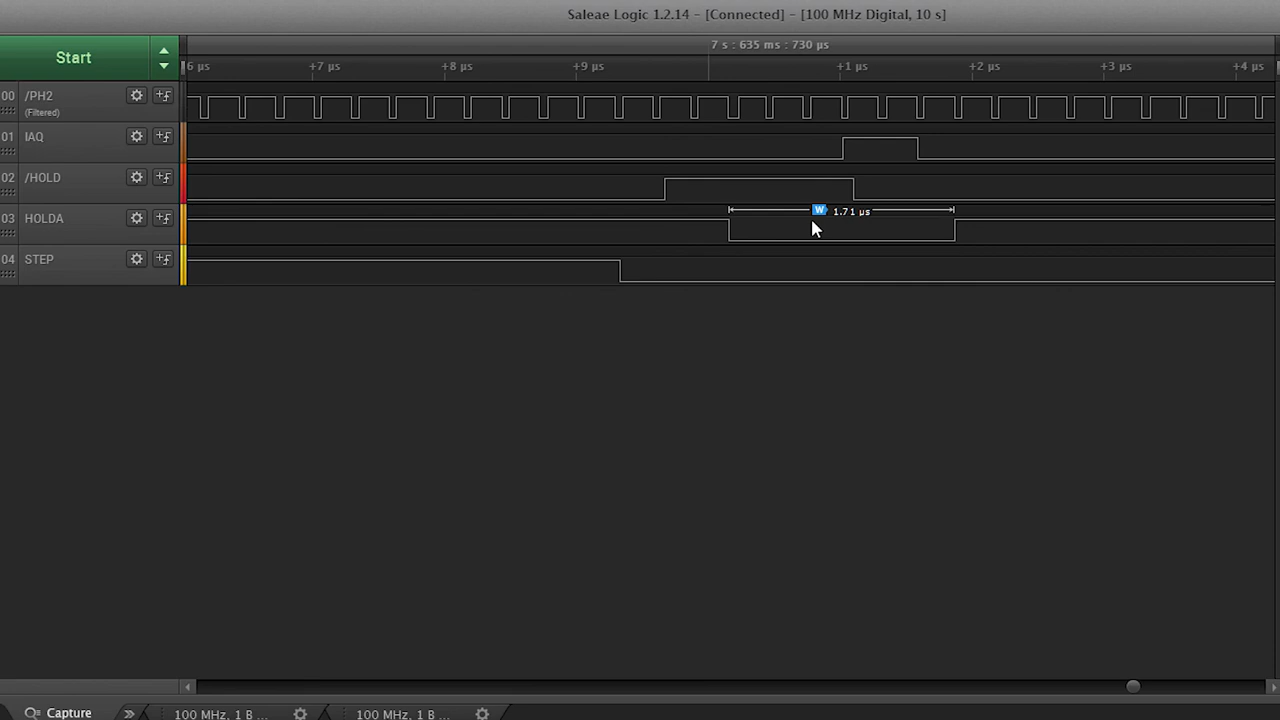 Saleae Logic 1.2.14 – [Connected] – [100 MHz Digital, 10 s]
Start
7 s : 635 ms : 730 µs
6 µs +7 µs +8 µs +9 µs +1 µs +2 µs +3 µs +4 µs
00 /PH2
(Filtered)
01 IAQ
02 /HOLD
03 HOLDA
W 1.71 µs
04 STEP
Capture 100 MHz, 1 B ... 100 MHz, 1 B ...